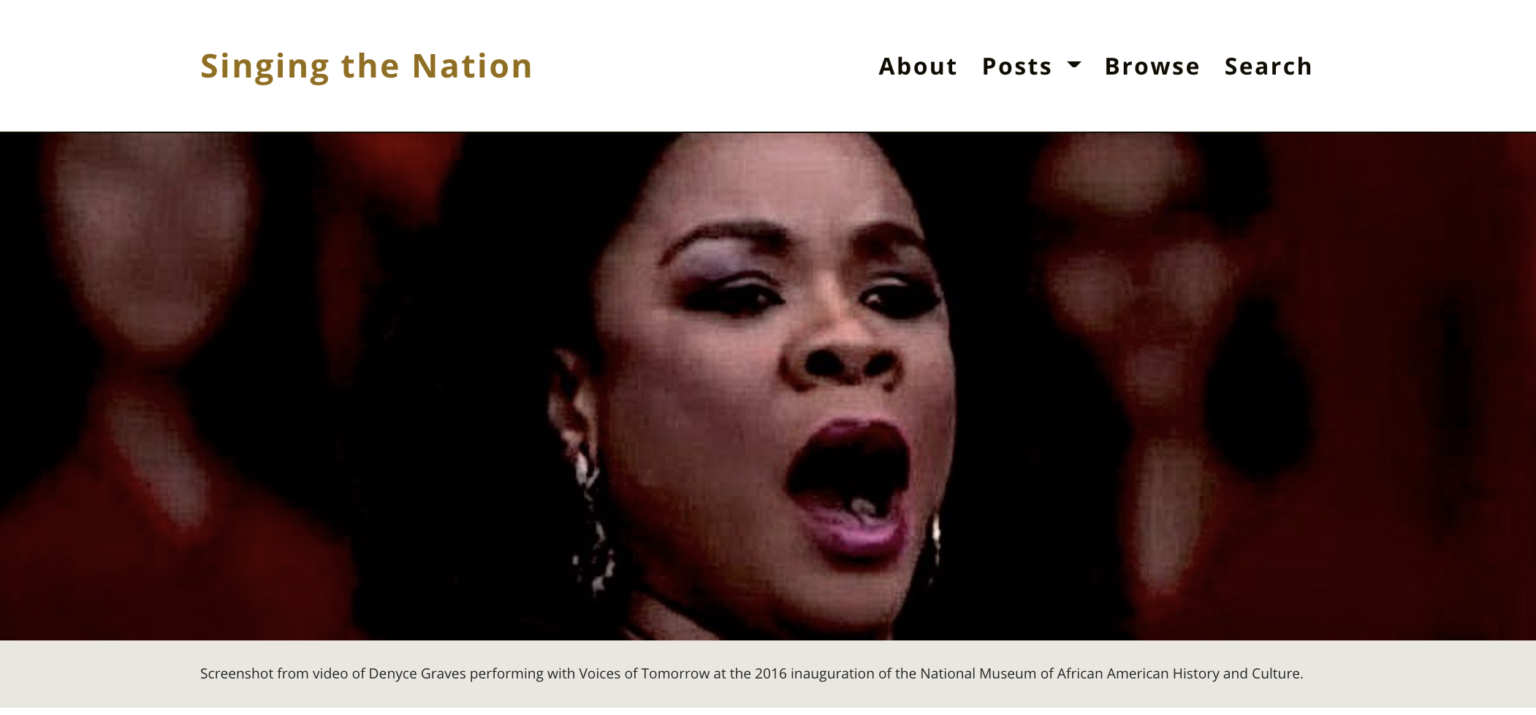 Singing the Nation
About Posts Browse Search
Screenshot from video of Denyce Graves performing with Voices of Tomorrow at the 2016 inauguration of the National Museum of African American History and Culture.